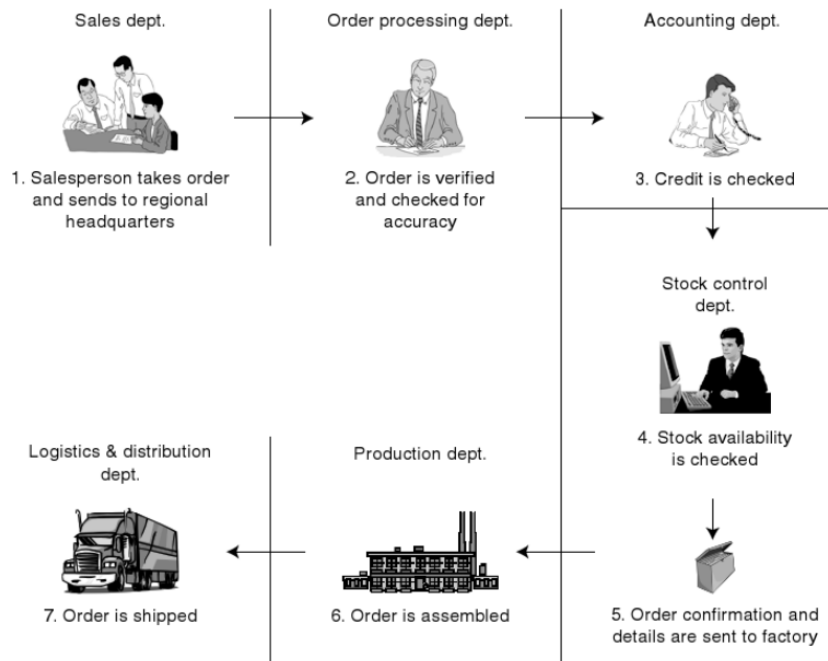 Sales dept.
1. Salesperson takes order
and sends to regional
headquarters
Order processing dept.
2. Order is verified
and checked for
accuracy
Accounting dept.
3. Credit is checked
Stock control
dept.
4. Stock availability
is checked
5. Order confirmation and
details are sent to factory
Production dept.
6. Order is assembled
Logistics & distribution
dept.
7. Order is shipped